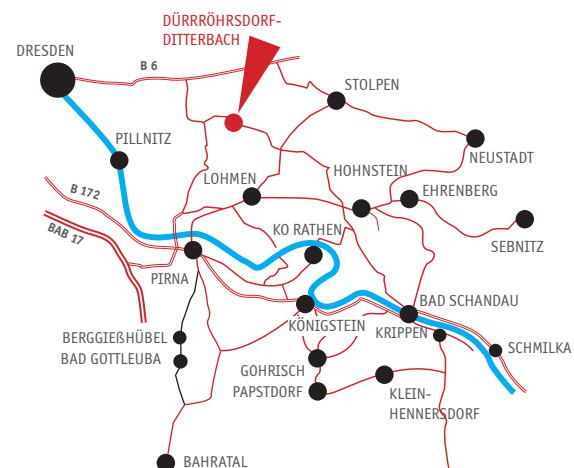 DÜRRRÖHRSDORF-
DITTERBACH
DRESDEN
B 6
STOLPEN
PILLNITZ
NEUSTADT
HOHNSTEIN
LOHMEN
EHRENBERG
B 172
BAB 17
KO RATHEN
SEBNITZ
PIRNA
BAD SCHANDAU
KÖNIGSTEIN
KRIPPEN
BERGGIEßHÜBEL
BAD GOTTLEUBA
SCHMILKA
GOHRISCH
PAPSTDORF
KLEIN-
HENNERSDORF
BAHRATAL